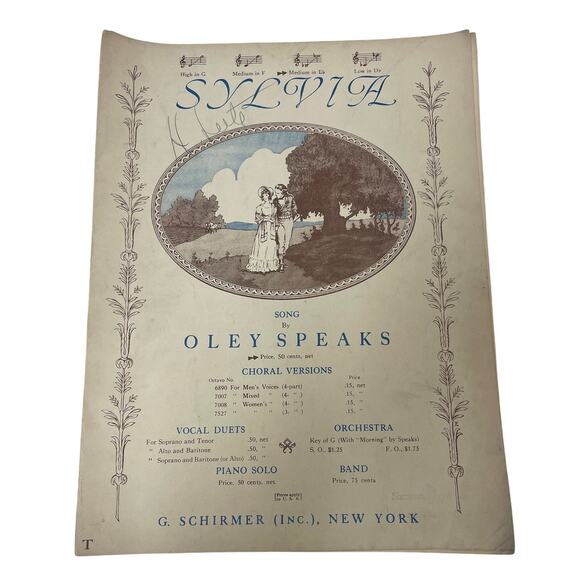 High in G Medium in F Medium in E♭ Low in D♭
SYLVIA
SONG
By
OLEY SPEAKS
Price, 50 cents, net
CHORAL VERSIONS
Octavo No. Price
6890 For Men's Voices (4-part) .15, net
7007 " Mixed " (4- " ) .15, "
7008 " Women's " (4- " ) .15, "
7527 " " " (3- " ) .15, "
VOCAL DUETS
For Soprano and Tenor .50, net
" Alto and Baritone .50, "
" Soprano and Baritone (or Alto) .50, "
ORCHESTRA
Key of G (With "Morning" by Speaks)
S. O., $1.25 F. O., $1.75
PIANO SOLO
Price, 50 cents, net
BAND
Price, 75 cents
[Prices apply]
[to U. S. A.]
G. SCHIRMER (INC.), NEW YORK
T